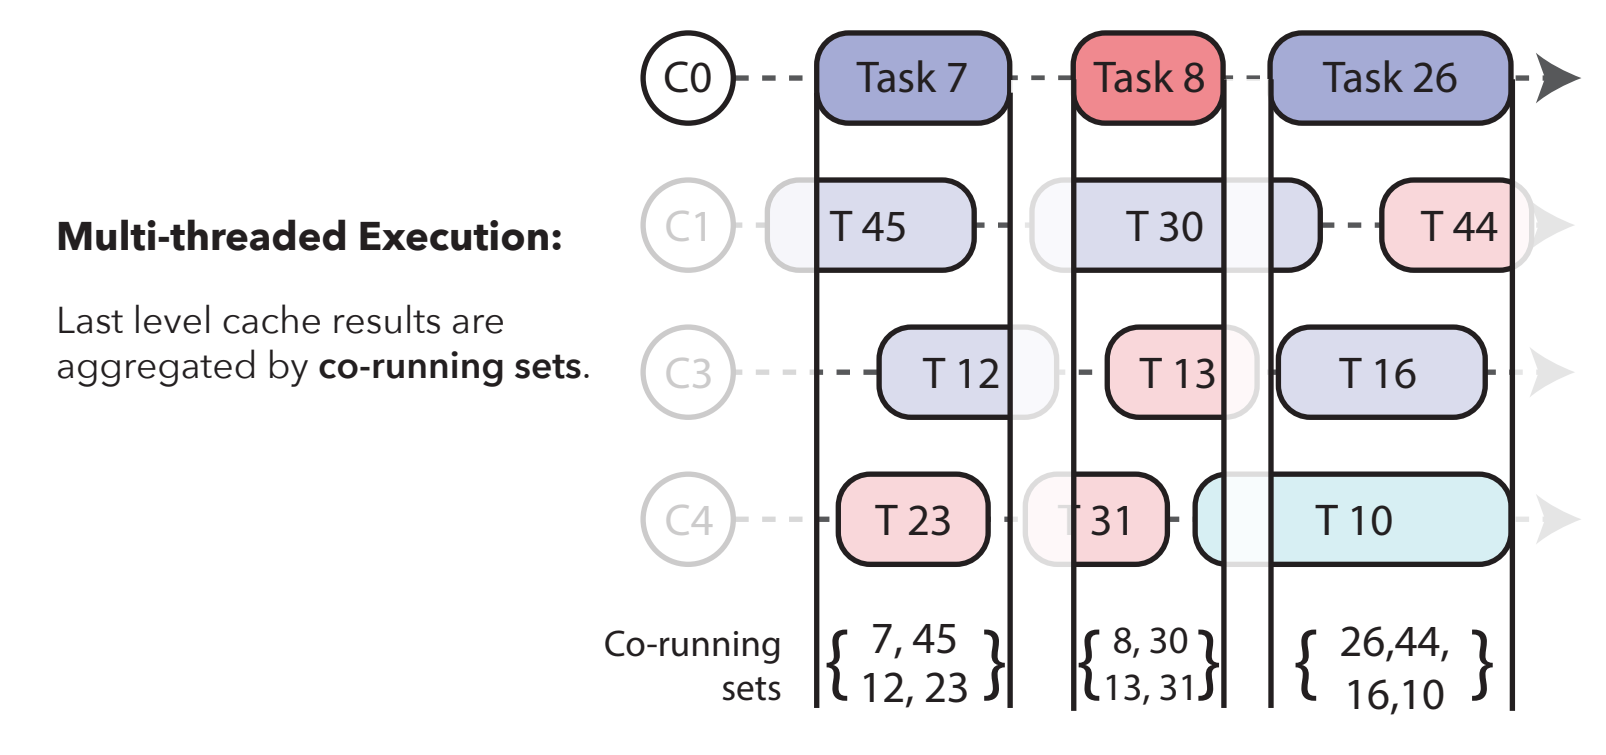 C0 Task 7 Task 8 Task 26
C1 T 45 T 30 T 44
Multi-threaded Execution:
Last level cache results are
aggregated by co-running sets.
C3 T 12 T 13 T 16
C4 T 23 T 31 T 10
Co-running
sets
{ 7, 45
12, 23 }
{ 8, 30
13, 31 }
{ 26,44,
16,10 }